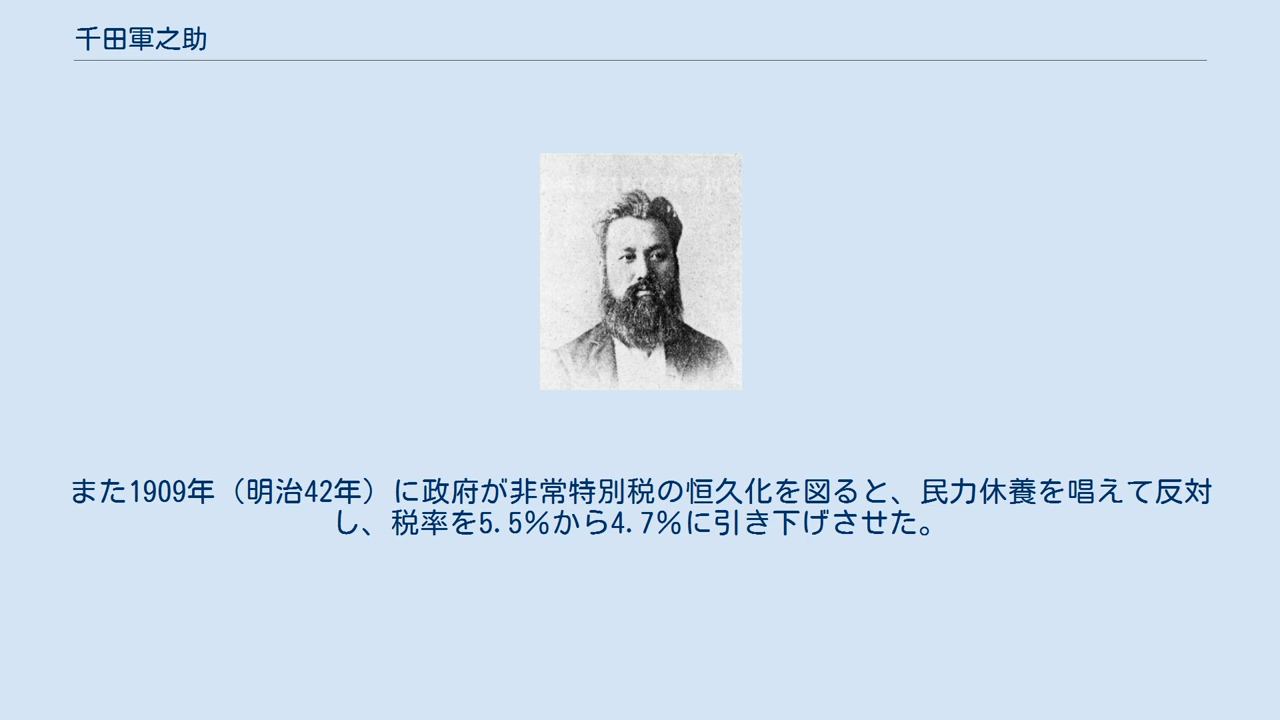 千田軍之助
また1909年（明治42年）に政府が非常特別税の恒久化を図ると、民力休養を唱えて反対
し、税率を5.5％から4.7％に引き下げさせた。